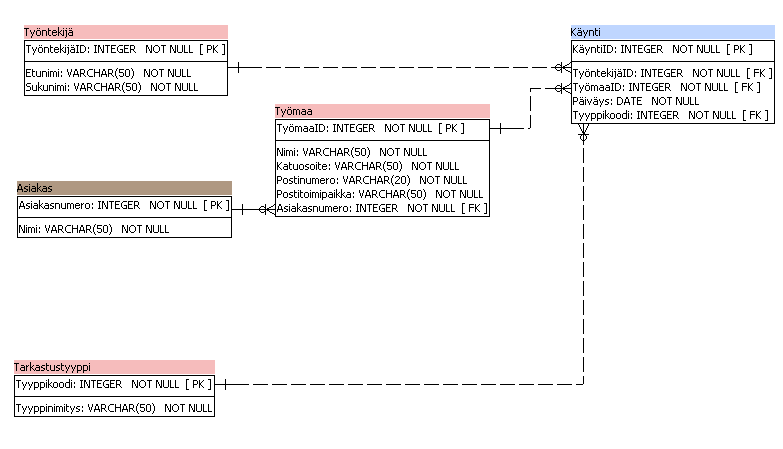 Työntekijä
TyöntekijäID: INTEGER NOT NULL [ PK ]
Etunimi: VARCHAR(50) NOT NULL
Sukunimi: VARCHAR(50) NOT NULL
Käynti
KäyntiID: INTEGER NOT NULL [ PK ]
TyöntekijäID: INTEGER NOT NULL [ FK ]
TyömaaID: INTEGER NOT NULL [ FK ]
Päiväys: DATE NOT NULL
Tyyppikoodi: INTEGER NOT NULL [ FK ]
Työmaa
TyömaaID: INTEGER NOT NULL [ PK ]
Nimi: VARCHAR(50) NOT NULL
Katuosoite: VARCHAR(50) NOT NULL
Postinumero: VARCHAR(20) NOT NULL
Postitoimipaikka: VARCHAR(50) NOT NULL
Asiakasnumero: INTEGER NOT NULL [ FK ]
Asiakas
Asiakasnumero: INTEGER NOT NULL [ PK ]
Nimi: VARCHAR(50) NOT NULL
Tarkastustyyppi
Tyyppikoodi: INTEGER NOT NULL [ PK ]
Tyyppinimitys: VARCHAR(50) NOT NULL